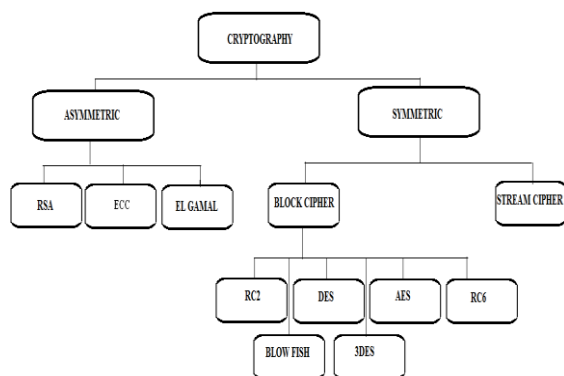 CRYPTOGRAPHY
ASYMMETRIC
SYMMETRIC
RSA
ECC
EL GAMAL
BLOCK CIPHER
STREAM CIPHER
RC2
DES
AES
RC6
BLOW FISH
3DES